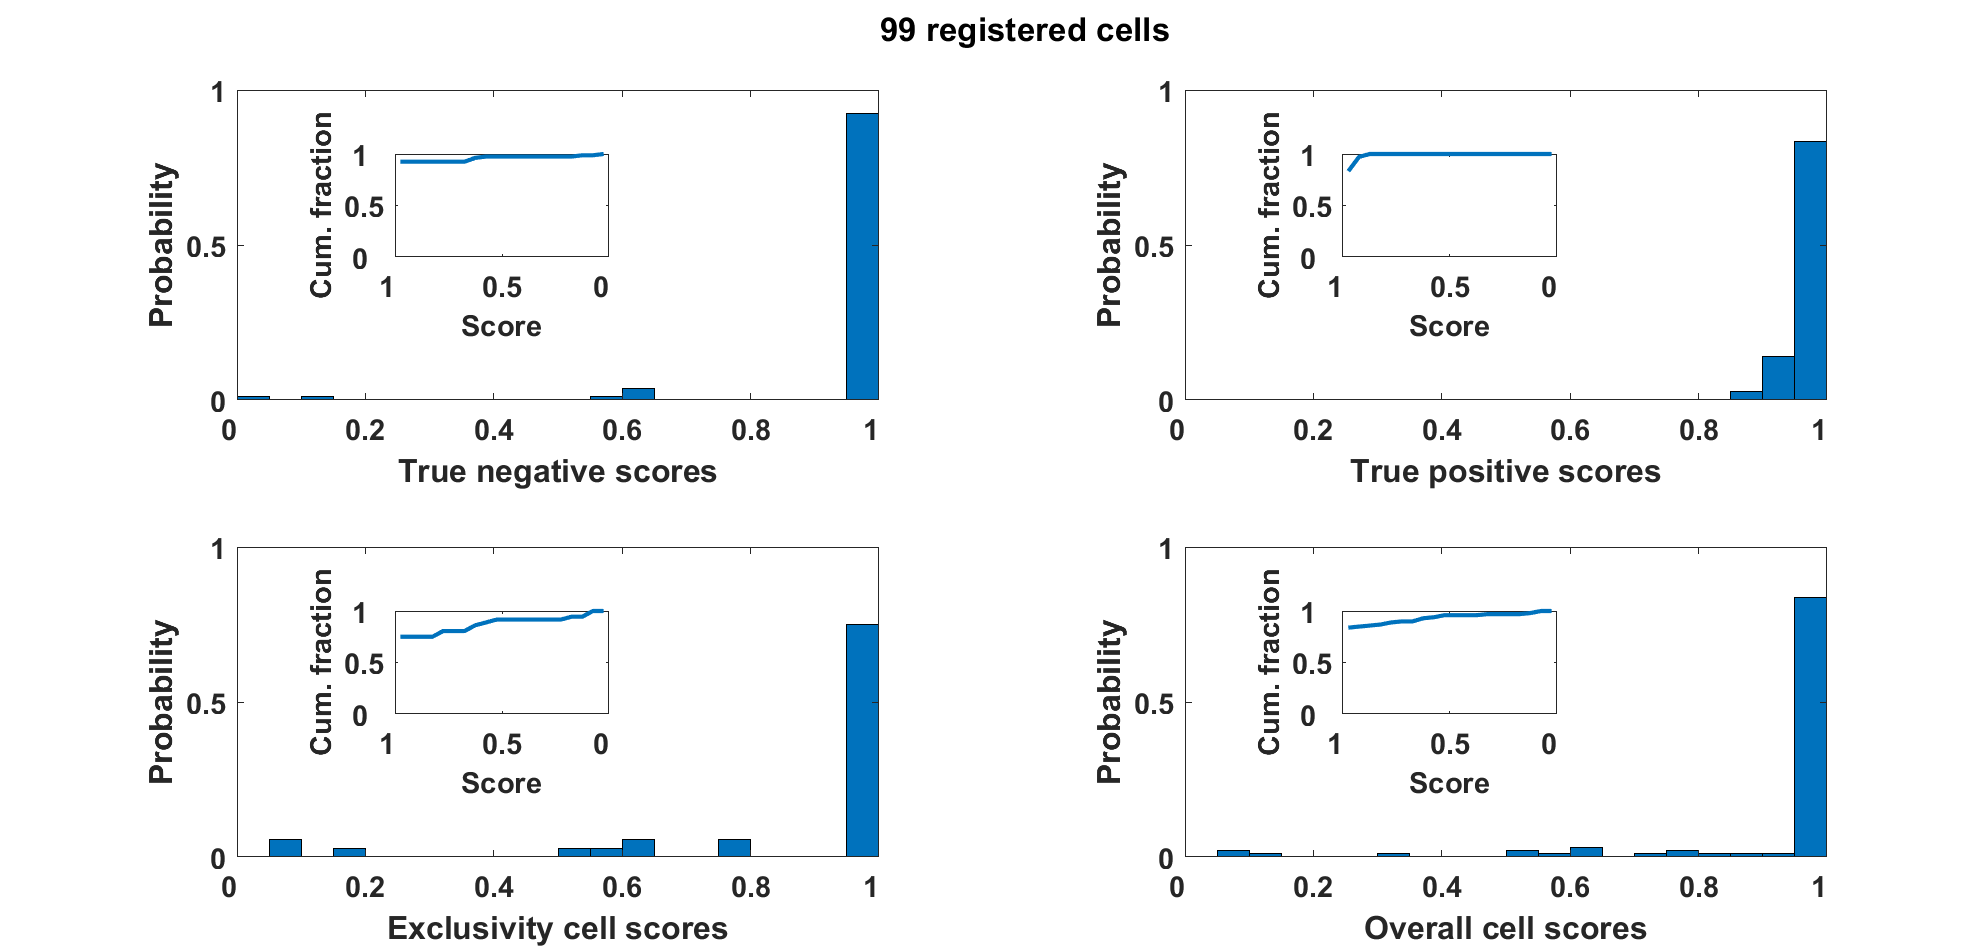 99 registered cells
Probability
1
0.5
0
0 0.2 0.4 0.6 0.8 1
True negative scores
Cum. fraction
1
0.5
0
1 0.5 0
Score
Probability
1
0.5
0
0 0.2 0.4 0.6 0.8 1
True positive scores
Cum. fraction
1
0.5
0
1 0.5 0
Score
Probability
1
0.5
0
0 0.2 0.4 0.6 0.8 1
Exclusivity cell scores
Cum. fraction
1
0.5
0
1 0.5 0
Score
Probability
1
0.5
0
0 0.2 0.4 0.6 0.8 1
Overall cell scores
Cum. fraction
1
0.5
0
1 0.5 0
Score